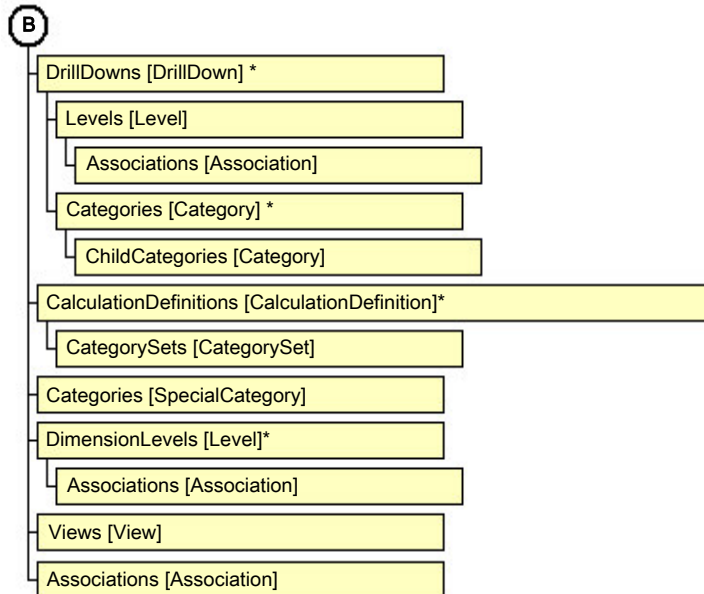 B
DrillDowns [DrillDown] *
Levels [Level]
Associations [Association]
Categories [Category] *
ChildCategories [Category]
CalculationDefinitions [CalculationDefinition]*
CategorySets [CategorySet]
Categories [SpecialCategory]
DimensionLevels [Level]*
Associations [Association]
Views [View]
Associations [Association]